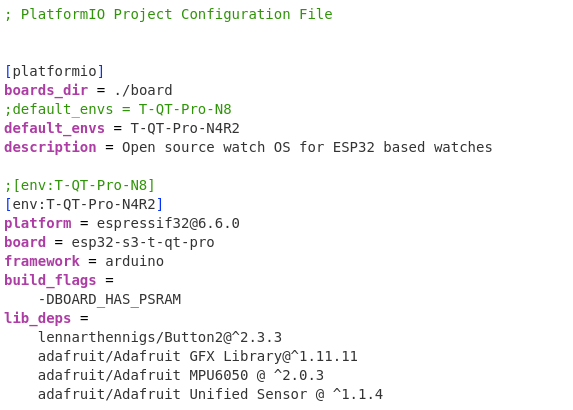 ; PlatformIO Project Configuration File
[platformio]
boards_dir = ./board
;default_envs = T-QT-Pro-N8
default_envs = T-QT-Pro-N4R2
description = Open source watch OS for ESP32 based watches
;[env:T-QT-Pro-N8]
[env:T-QT-Pro-N4R2]
platform = espressif32@6.6.0
board = esp32-s3-t-qt-pro
framework = arduino
build_flags =
    -DBOARD_HAS_PSRAM
lib_deps =
    lennarthennigs/Button2@^2.3.3
    adafruit/Adafruit GFX Library@^1.11.11
    adafruit/Adafruit MPU6050 @ ^2.0.3
    adafruit/Adafruit Unified Sensor @ ^1.1.4